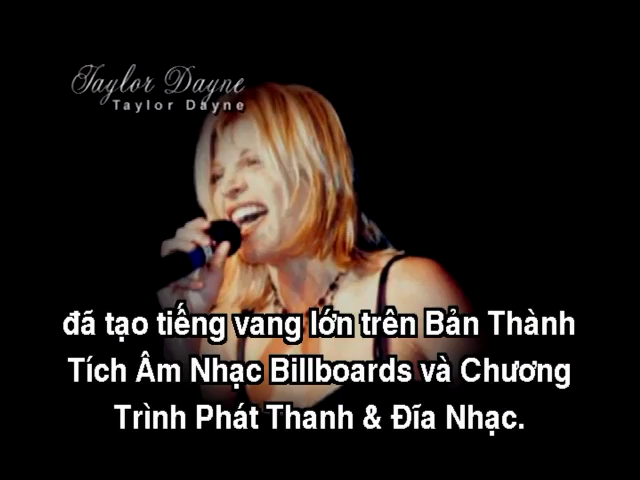 Taylor Dayne
Taylor Dayne
đã tạo tiếng vang lớn trên Bản Thành
Tích Âm Nhạc Billboards và Chương
Trình Phát Thanh & Đĩa Nhạc.